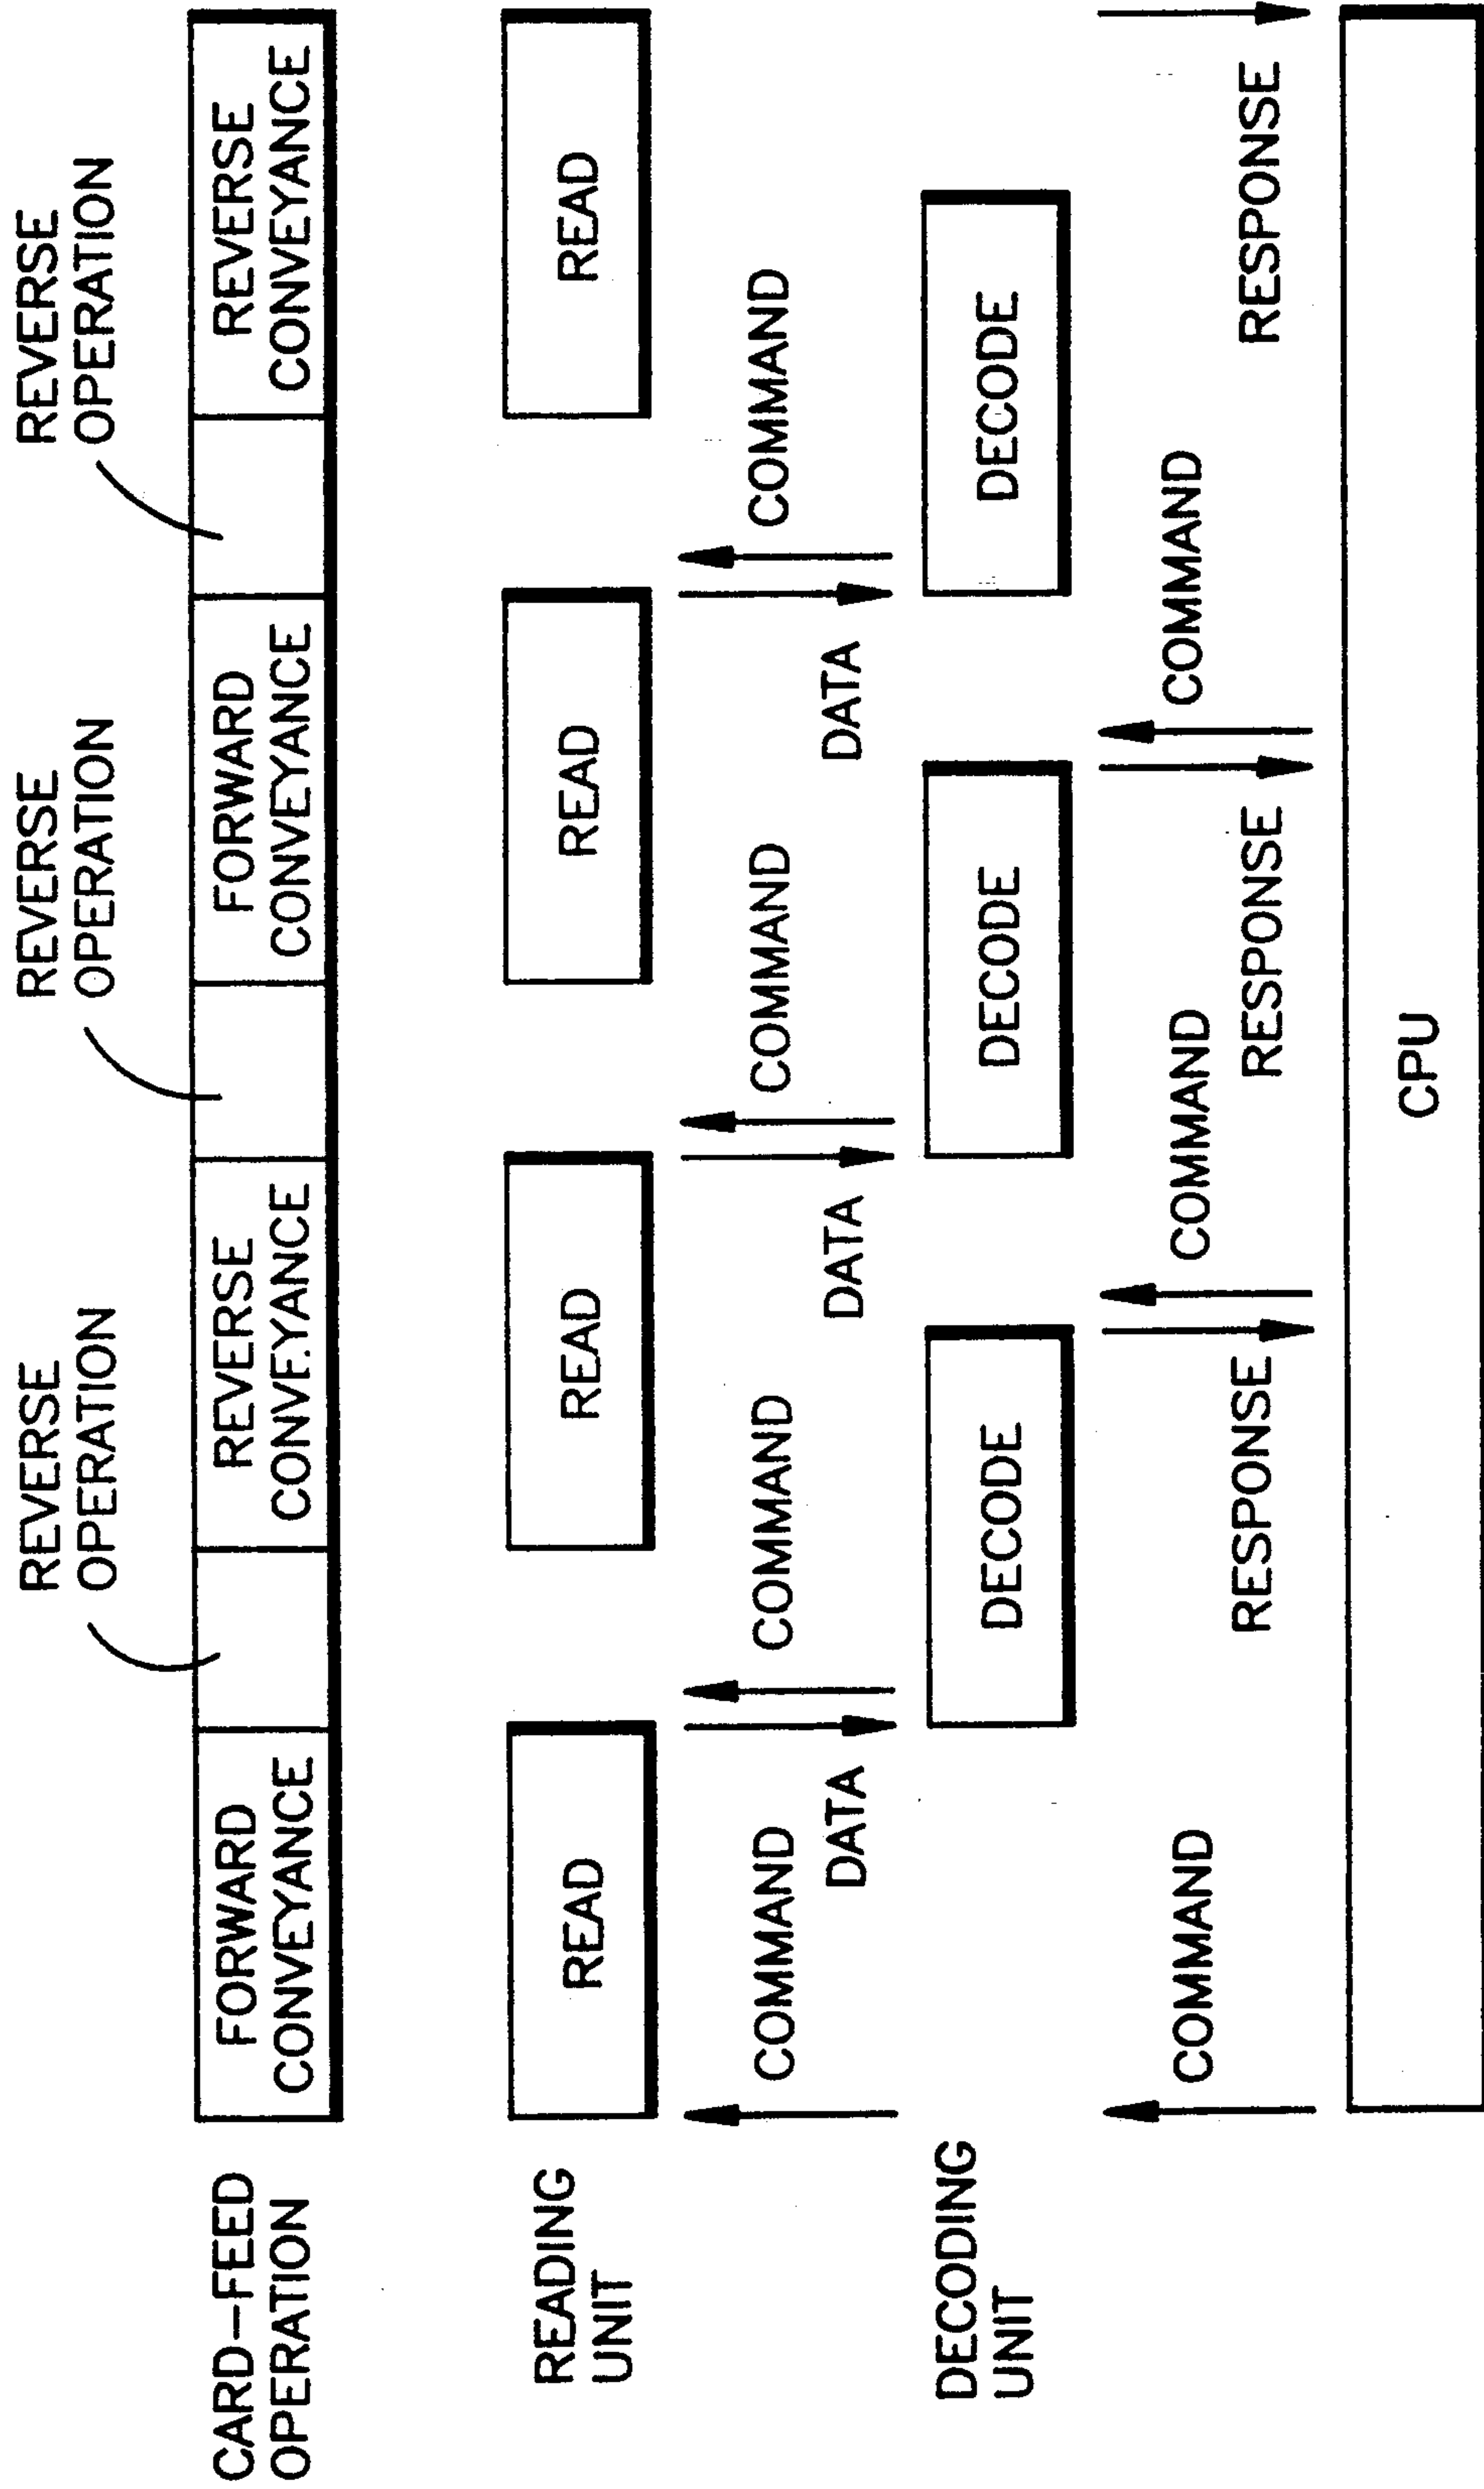 REVERSE
OPERATION
REVERSE
OPERATION
REVERSE
OPERATION
CARD-FEED
OPERATION
FORWARD
CONVEYANCE
REVERSE
CONVEYANCE
FORWARD
CONVEYANCE
REVERSE
CONVEYANCE
READING
UNIT
READ
READ
READ
READ
COMMAND
COMMAND
COMMAND
COMMAND
DATA
DATA
DATA
DECODING
UNIT
DECODE
DECODE
DECODE
COMMAND
COMMAND
COMMAND
RESPONSE
RESPONSE
RESPONSE
CPU